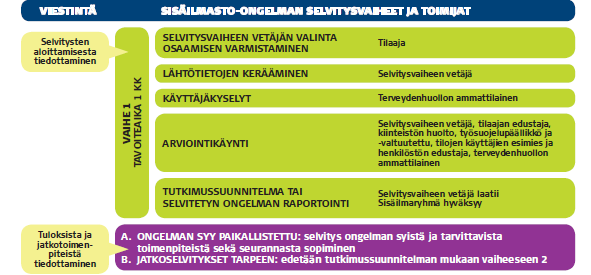 VIESTINTÄ
SISÄILMASTO-ONGELMAN SELVITYSVAIHEET JA TOIMIJAT
Selvitysten
aloittamisesta
tiedottaminen
VAIHE 1
TAVOITEAIKA 1 KK
SELVITYSVAIHEEN VETÄJÄN VALINTA
OSAAMISEN VARMISTAMINEN
Tilaaja
LÄHTÖTIETOJEN KERÄÄMINEN
Selvitysvaiheen vetäjä
KÄYTTÄJÄKYSELYT
Terveydenhuollon ammattilainen
ARVIOINTIKÄYNTI
Selvitysvaiheen vetäjä, tilaajan edustaja,
kiinteistön huolto, työsuojelupäällikkö ja
-valtuutettu, tilojen käyttäjien esimies ja
henkilöstön edustaja, terveydenhuollon
ammattilainen
TUTKIMUSSUUNNITELMA TAI
SELVITETYN ONGELMAN RAPORTOINTI
Selvitysvaiheen vetäjä laatii
Sisäilmaryhmä hyväksyy
Tuloksista ja
jatkotoimen-
piteistä
tiedottaminen
A. ONGELMAN SYY PAIKALLISTETTU: selvitys ongelman syistä ja tarvittavista
toimenpiteistä sekä seurannasta sopiminen
B. JATKOSELVITYKSET TARPEEN: edetään tutkimussuunnitelman mukaan vaiheeseen 2